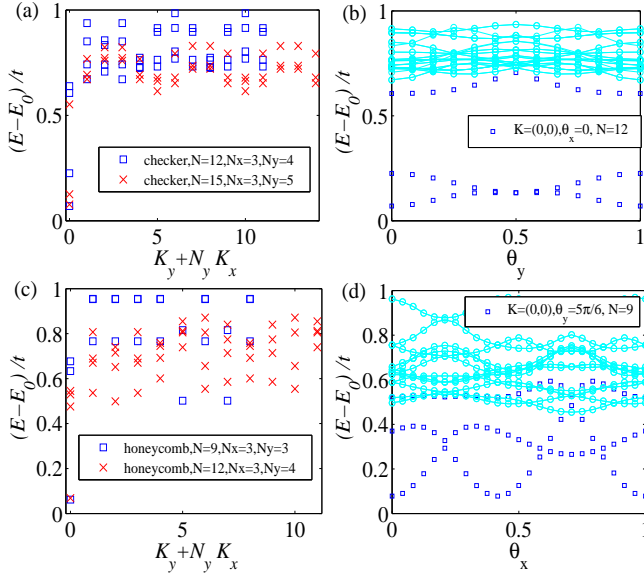 (a)
1
0.5
0
(E−E0)/t
checker,N=12,Nx=3,Ny=4
checker,N=15,Nx=3,Ny=5
0 5 10
Ky+NyKx
(b)
1
0.5
0
(E−E0)/t
K=(0,0),θx=0, N=12
0 0.5 1
θy
(c)
1
0.8
0.6
0.4
0.2
0
(E−E0)/t
honeycomb,N=9,Nx=3,Ny=3
honeycomb,N=12,Nx=3,Ny=4
0 5 10
Ky+NyKx
(d)
1
0.8
0.6
0.4
0.2
0
(E−E0)/t
K=(0,0),θy=5π/6, N=9
0 0.5 1
θx